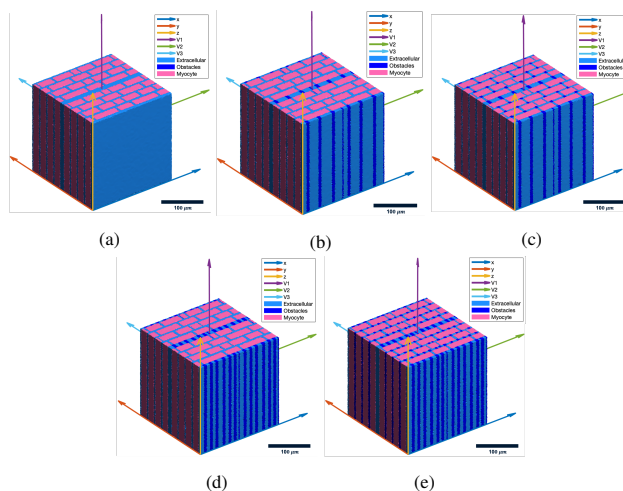 x
y
z
V1
V2
V3
Extracellular
Obstacles
Myocyte
100 μm
(a)
x
y
z
V1
V2
V3
Extracellular
Obstacles
Myocyte
100 μm
(b)
x
y
z
V1
V2
V3
Extracellular
Obstacles
Myocyte
100 μm
(c)
x
y
z
V1
V2
V3
Extracellular
Obstacles
Myocyte
100 μm
(d)
x
y
z
V1
V2
V3
Extracellular
Obstacles
Myocyte
100 μm
(e)